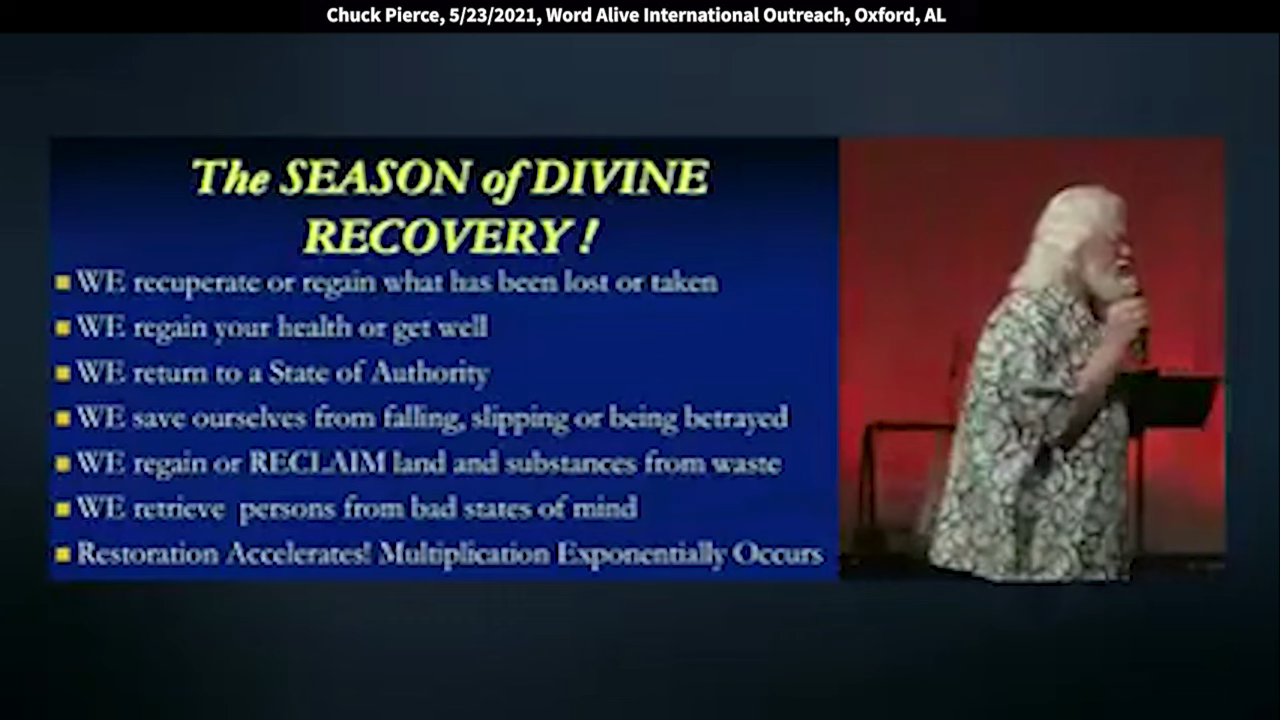 Chuck Pierce, 5/23/2021, Word Alive International Outreach, Oxford, AL
The SEASON of DIVINE
RECOVERY !
WE recuperate or regain what has been lost or taken
WE regain your health or get well
WE return to a State of Authority
WE save ourselves from falling, slipping or being betrayed
WE regain or RECLAIM land and substances from waste
WE retrieve persons from bad states of mind
Restoration Accelerates! Multiplication Exponentially Occurs